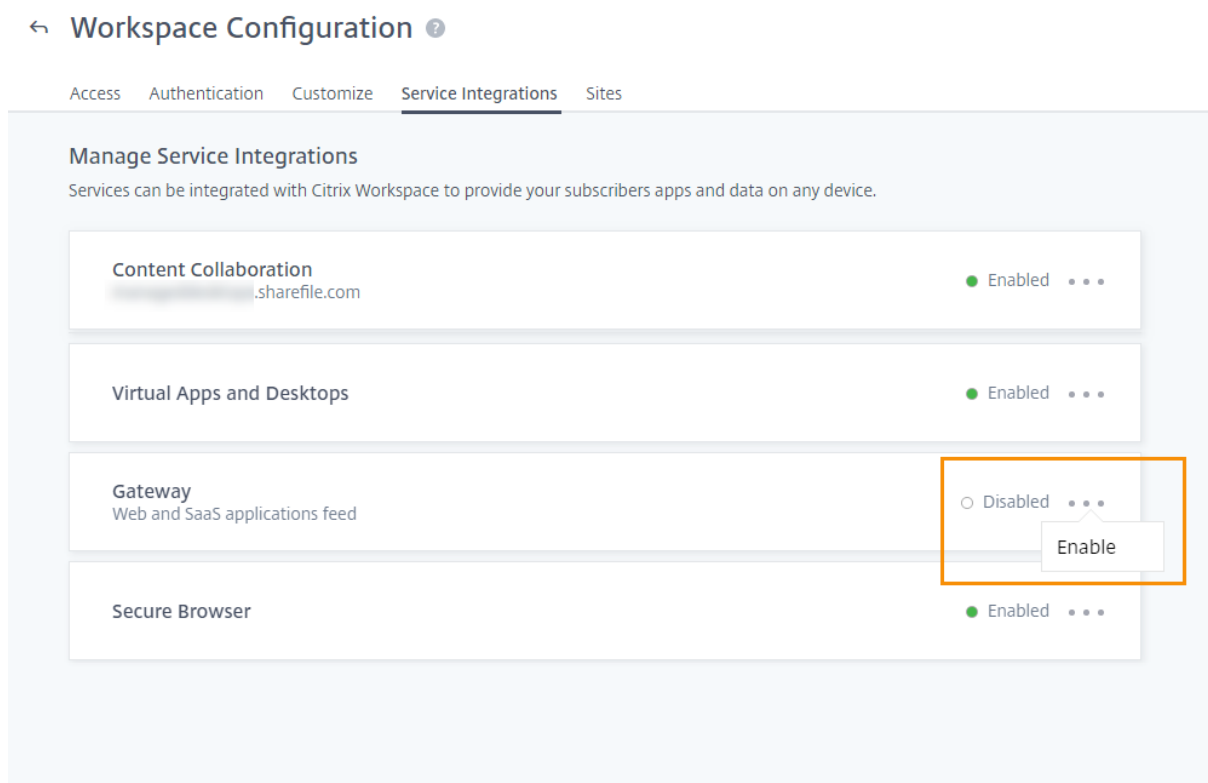 Workspace Configuration ?
Access Authentication Customize Service Integrations Sites
Manage Service Integrations
Services can be integrated with Citrix Workspace to provide your subscribers apps and data on any device.
Content Collaboration
.sharefile.com
Enabled
Virtual Apps and Desktops
Enabled
Gateway
Web and SaaS applications feed
Disabled
Enable
Secure Browser
Enabled